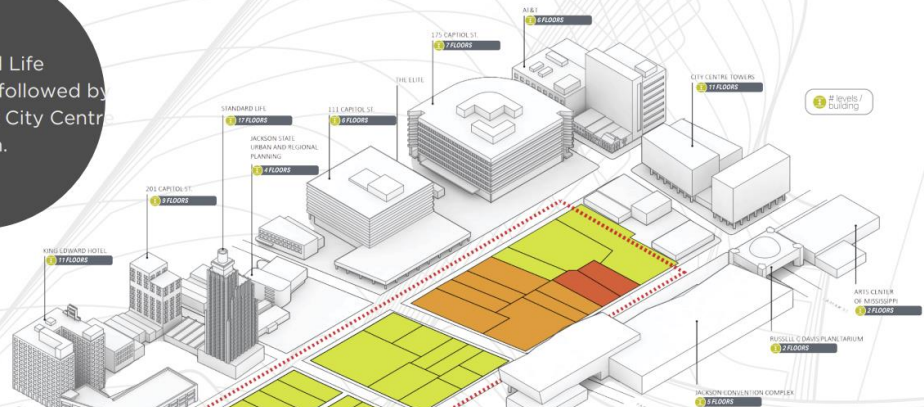 l Life
followed by
City Centr
.
AT&T
6 FLOORS
175 CAPTIOL ST.
7 FLOORS
THE ELITE
CITY CENTRE TOWERS
11 FLOORS
# levels /
building
STANDARD LIFE
17 FLOORS
111 CAPITOL ST.
6 FLOORS
JACKSON STATE
URBAN AND REGIONAL
PLANNING
4 FLOORS
201 CAPITOL ST.
9 FLOORS
KING EDWARD HOTEL
11 FLOORS
ARTS CENTER
OF MISSISSIPPI
2 FLOORS
RUSSELL C DAVIS PLANETARIUM
2 FLOORS
JACKSON CONVENTION COMPLEX
5 FLOORS